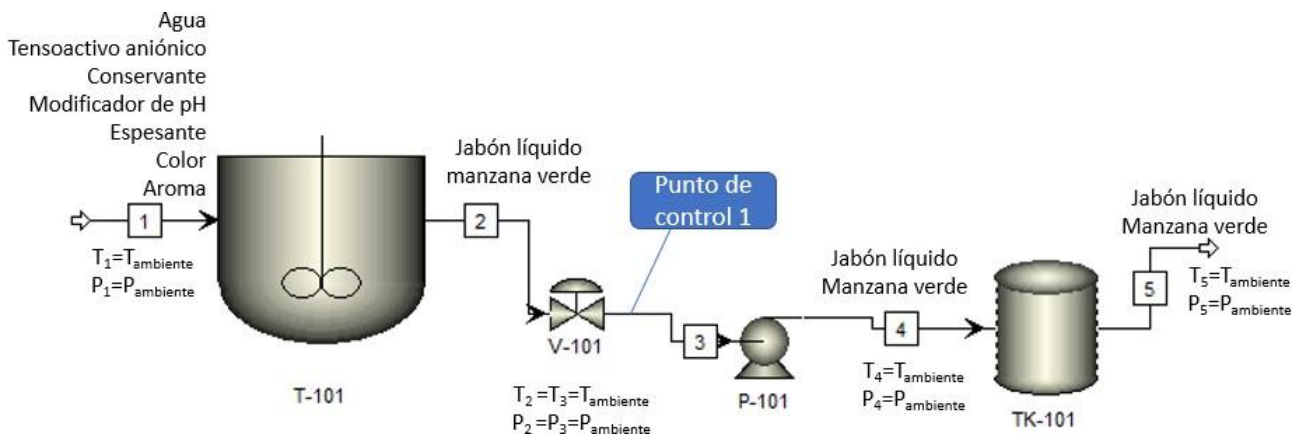 Agua
Tensoactivo aniónico
Conservante
Modificador de pH
Espesante
Color
Aroma
1
T1=Tambiente
P1=Pambiente
T-101
Jabón líquido
manzana verde
2
V-101
T2 =T3=Tambiente
P2 =P3=Pambiente
Punto de
control 1
3
P-101
Jabón líquido
Manzana verde
4
T4=Tambiente
P4=Pambiente
TK-101
Jabón líquido
Manzana verde
5
T5=Tambiente
P5=Pambiente